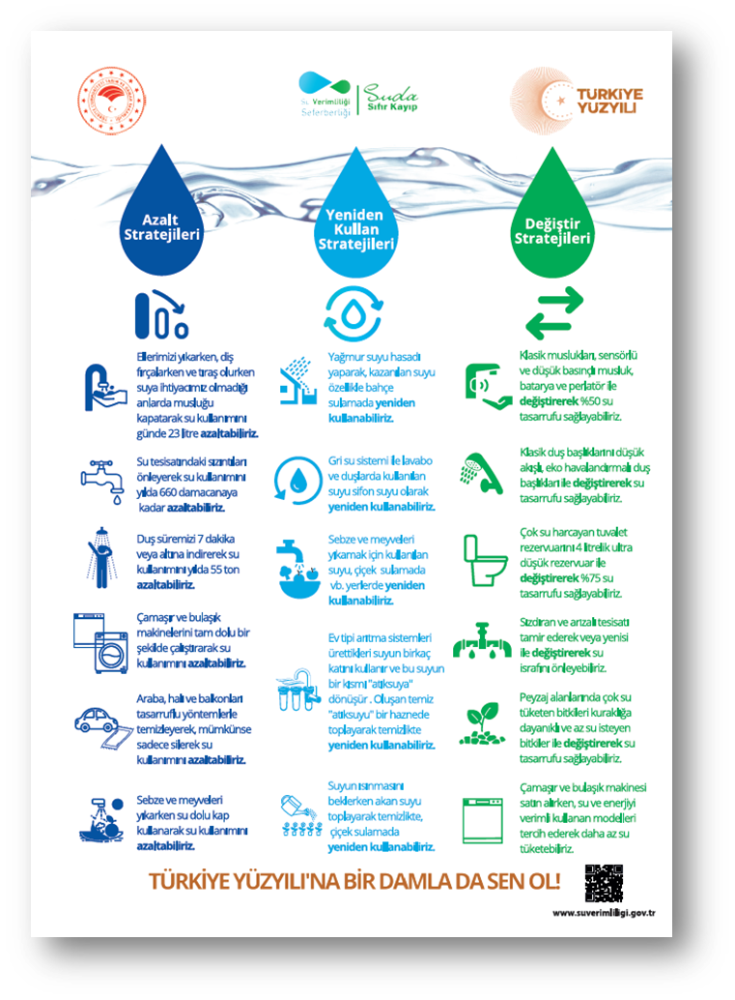 Su Verimliliği
Seferberliği
Suda
Sıfır Kayıp
TÜRKİYE
YÜZYILI
Azalt
Stratejileri
Yeniden
Kullan
Stratejileri
Değiştir
Stratejileri
Ellerimizi yıkarken, diş
fırçalarken ve tıraş olurken
suya ihtiyacımız olmadığı
anlarda musluğu
kapatarak su kullanımını
günde 23 litre azaltabiliriz.
Su tesisatındaki sızıntıları
önleyerek su kullanımını
yılda 660 damacanaya
kadar azaltabiliriz.
Duş süremizi 7 dakika
veya altına indirerek su
kullanımını yılda 55 ton
azaltabiliriz.
Çamaşır ve bulaşık
makinelerini tam dolu bir
şekilde çalıştırarak su
kullanımını azaltabiliriz.
Araba, halı ve balkonları
tasarruflu yöntemlerle
temizleyerek, mümkünse
sadece silerek su
kullanımını azaltabiliriz.
Sebze ve meyveleri
yıkarken su dolu kap
kullanarak su kullanımını
azaltabiliriz.
Yağmur suyu hasadı
yaparak, kazanılan suyu
özellikle bahçe
sulamada yeniden
kullanabiliriz.
Gri su sistemi ile lavabo
ve duşlarda kullanılan
suyu sifon suyu olarak
yeniden kullanabiliriz.
Sebze ve meyveleri
yıkamak için kullanılan
suyu, çiçek sulamada
vb. yerlerde yeniden
kullanabiliriz.
Ev tipi arıtma sistemleri
ürettikleri suyun birkaç
katını kullanır ve bu suyun
bir kısmı "atıksuya"
dönüşür . Oluşan temiz
"atıksuyu" bir haznede
toplayarak temizlikte
yeniden kullanabiliriz.
Suyun ısınmasını
beklerken akan suyu
toplayarak temizlikte,
çiçek sulamada
yeniden kullanabiliriz.
Klasik muslukları, sensörlü
ve düşük basınçlı musluk,
batarya ve perlatör ile
değiştirerek %50 su
tasarrufu sağlayabiliriz.
Klasik duş başlıklarını düşük
akışlı, eko havalandırmalı duş
başlıkları ile değiştirerek su
tasarrufu sağlayabiliriz.
Çok su harcayan tuvalet
rezervuarını 4 litrelik ultra
düşük rezervuar ile
değiştirerek %75 su
tasarrufu sağlayabiliriz.
Sızdıran ve arızalı tesisatı
tamir ederek veya yenisi
ile değiştirerek su
israfını önleyebiliriz.
Peyzaj alanlarında çok su
tüketen bitkileri kuraklığa
dayanıklı ve az su isteyen
bitkiler ile değiştirerek su
tasarrufu sağlayabiliriz.
Çamaşır ve bulaşık makinesi
satın alırken, su ve enerjiyi
verimli kullanan modelleri
tercih ederek daha az su
tüketebiliriz.
TÜRKİYE YÜZYILI'NA BİR DAMLA DA SEN OL!
www.suverimliligi.gov.tr